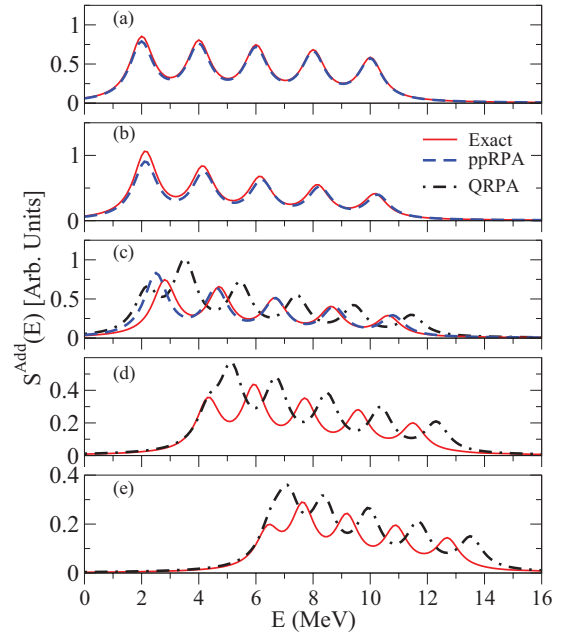 (a)
1
0.5
0
(b)
Exact
ppRPA
QRPA
1
0
(c)
1
0.5
0
(d)
0.4
0.2
0
(e)
0.4
0.2
0
S^Add(E) [Arb. Units]
0 2 4 6 8 10 12 14 16
E (MeV)